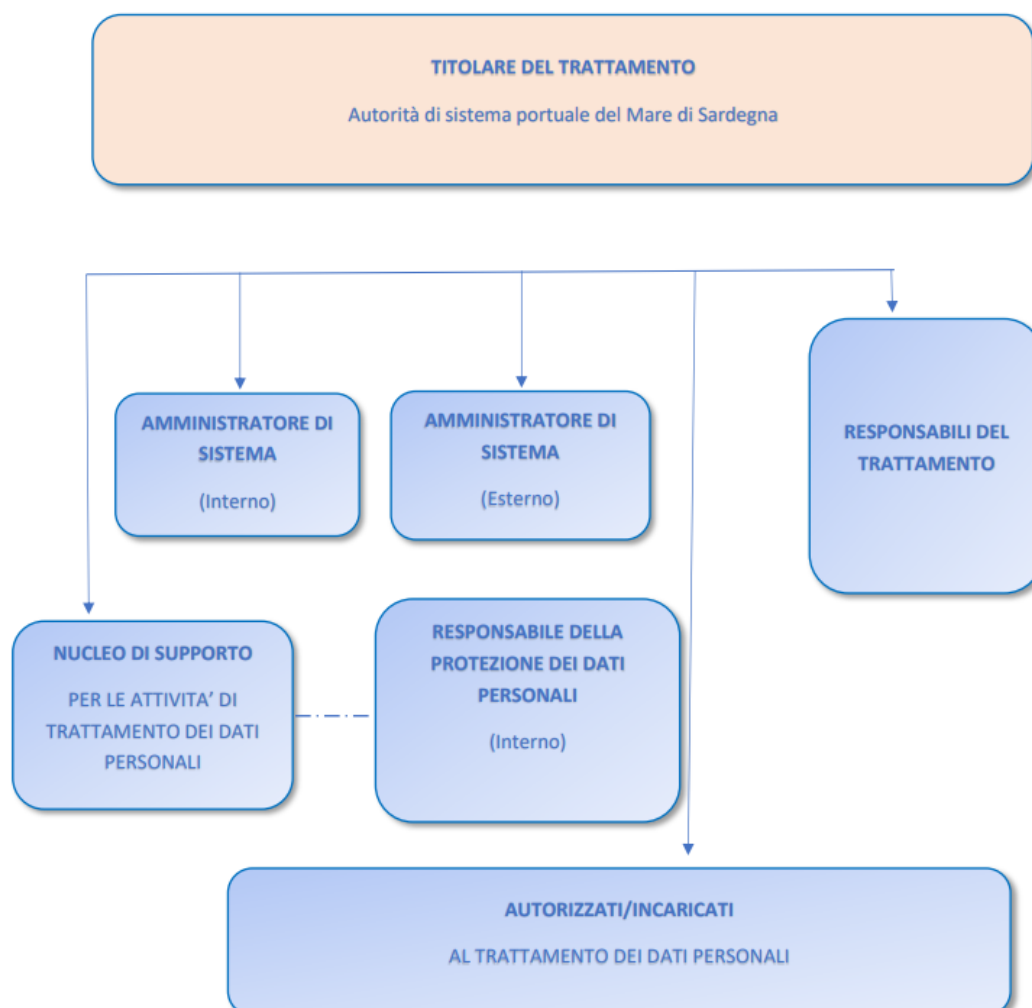 TITOLARE DEL TRATTAMENTO
Autorità di sistema portuale del Mare di Sardegna
AMMINISTRATORE DI
SISTEMA
(Interno)
AMMINISTRATORE DI
SISTEMA
(Esterno)
RESPONSABILI DEL
TRATTAMENTO
NUCLEO DI SUPPORTO
PER LE ATTIVITA’ DI
TRATTAMENTO DEI DATI
PERSONALI
RESPONSABILE DELLA
PROTEZIONE DEI DATI
PERSONALI
(Interno)
AUTORIZZATI/INCARICATI
AL TRATTAMENTO DEI DATI PERSONALI